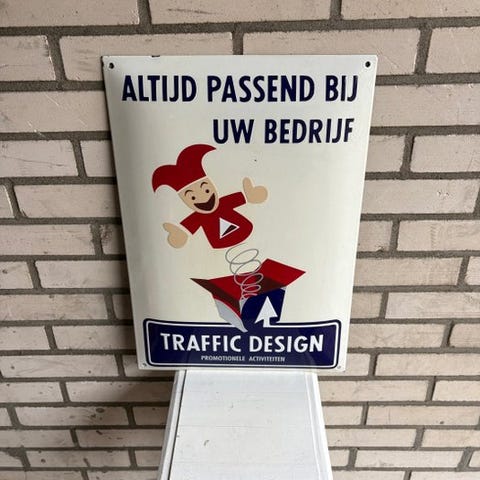 ALTIJD PASSEND BIJ
UW BEDRIJF
TRAFFIC DESIGN
PROMOTIONELE ACTIVITEITEN